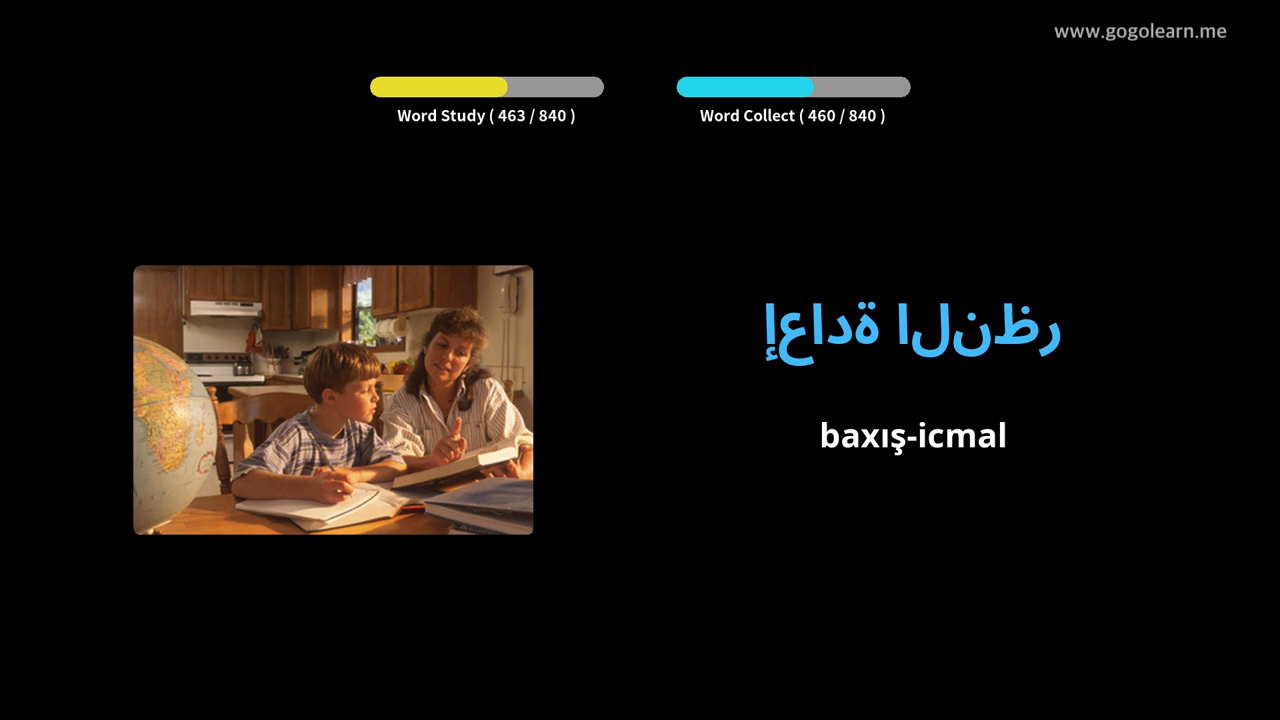 www.gogolearn.me
Word Study ( 463 / 840 )
Word Collect ( 460 / 840 )
إعادة النظر
baxış-icmal